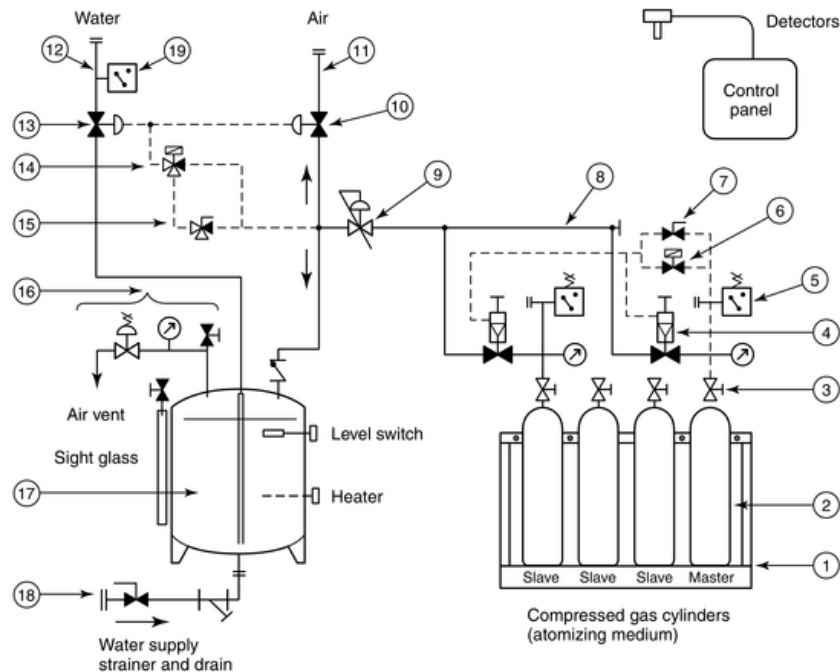 Water
Air
Detectors
Control
panel
12
19
11
13
10
14
9
8
7
15
6
16
5
4
Air vent
3
Sight glass
Level switch
17
Heater
2
Slave
Slave
Slave
Master
1
18
Compressed gas cylinders
(atomizing medium)
Water supply
strainer and drain